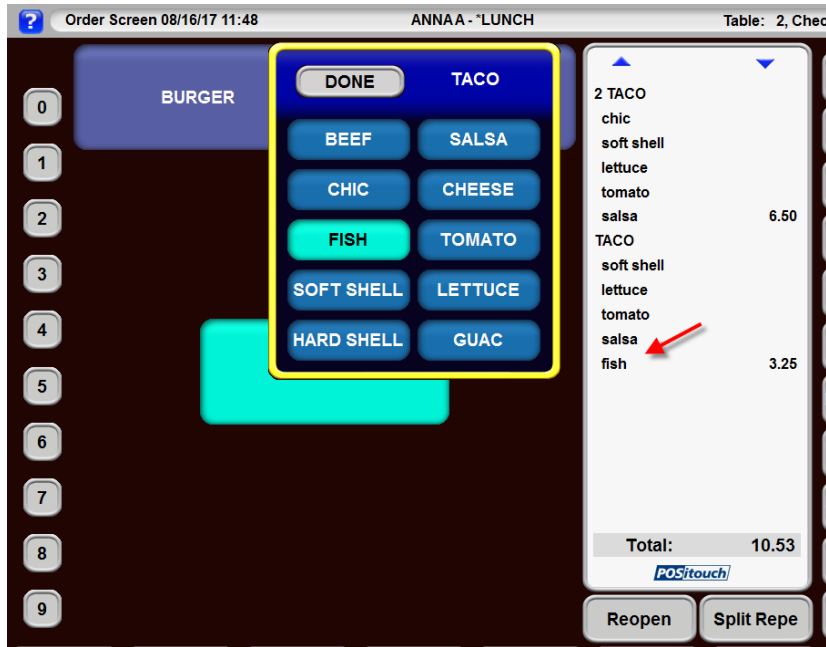 ? Order Screen 08/16/17 11:48 ANNA A - *LUNCH Table: 2, Chec
0
1
2
3
4
5
6
7
8
9
BURGER
DONE TACO
BEEF SALSA
CHIC CHEESE
FISH TOMATO
SOFT SHELL LETTUCE
HARD SHELL GUAC
2 TACO
chic
soft shell
lettuce
tomato
salsa 6.50
TACO
soft shell
lettuce
tomato
salsa
fish 3.25
Total: 10.53
POSitouch
Reopen Split Repe